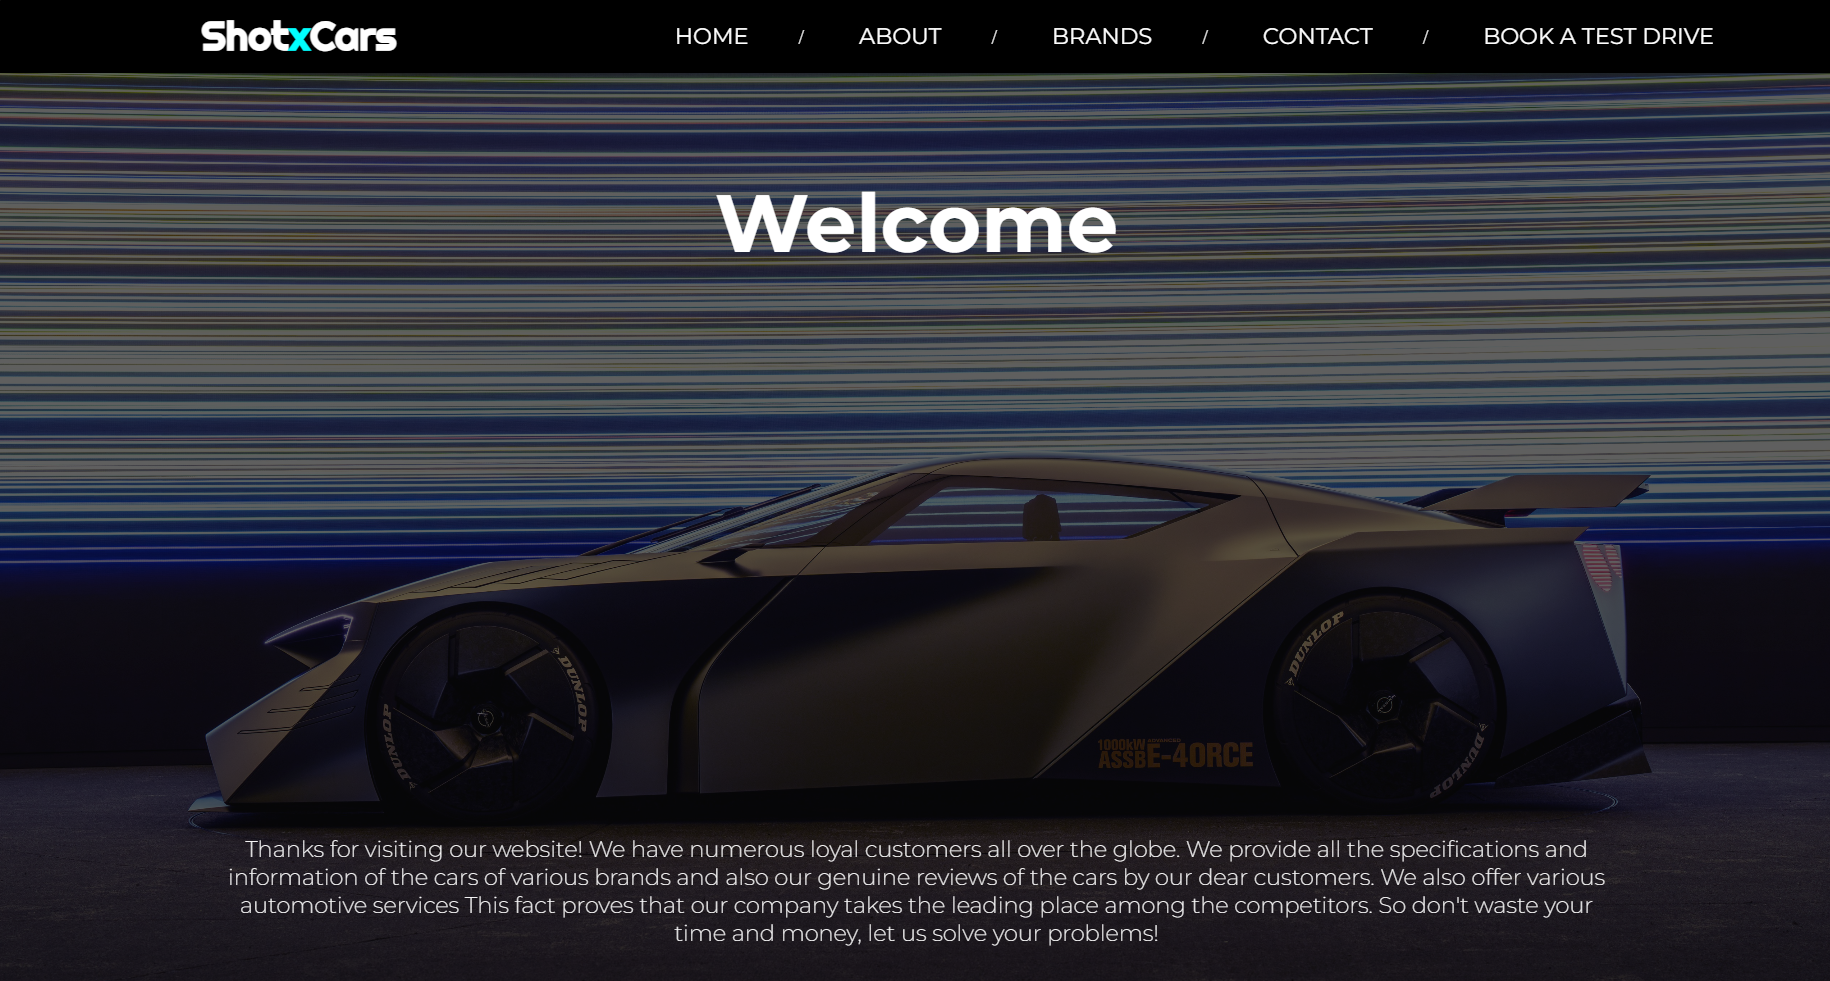 ShotxCars
HOME / ABOUT / BRANDS / CONTACT / BOOK A TEST DRIVE
Welcome
DUNLOP
DUNLOP
DUNLOP
DUNLOP
1000kW
ASSB E-4ORCE
Thanks for visiting our website! We have numerous loyal customers all over the globe. We provide all the specifications and
information of the cars of various brands and also our genuine reviews of the cars by our dear customers. We also offer various
automotive services This fact proves that our company takes the leading place among the competitors. So don't waste your
time and money, let us solve your problems!